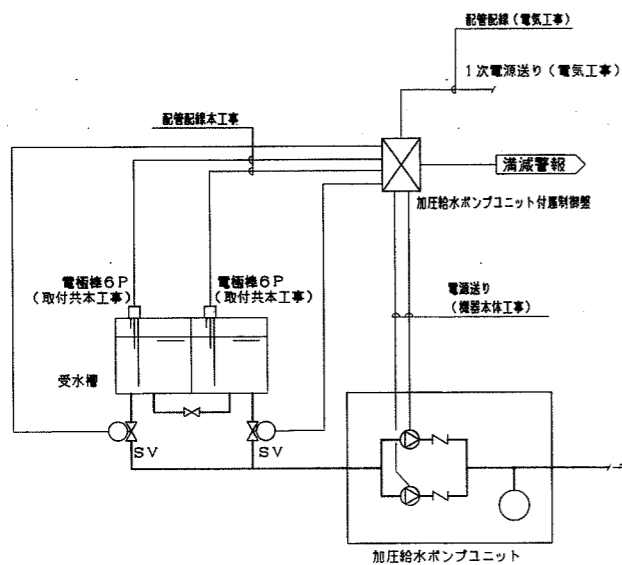 配管配線(電気工事)
1次電源送り(電気工事)
配管配線本工事
満減警報
加圧給水ポンプユニット付属制御盤
電極棒6P
(取付共本工事)
電極棒6P
(取付共本工事)
電源送り
(機器本体工事)
受水槽
SV
SV
加圧給水ポンプユニット